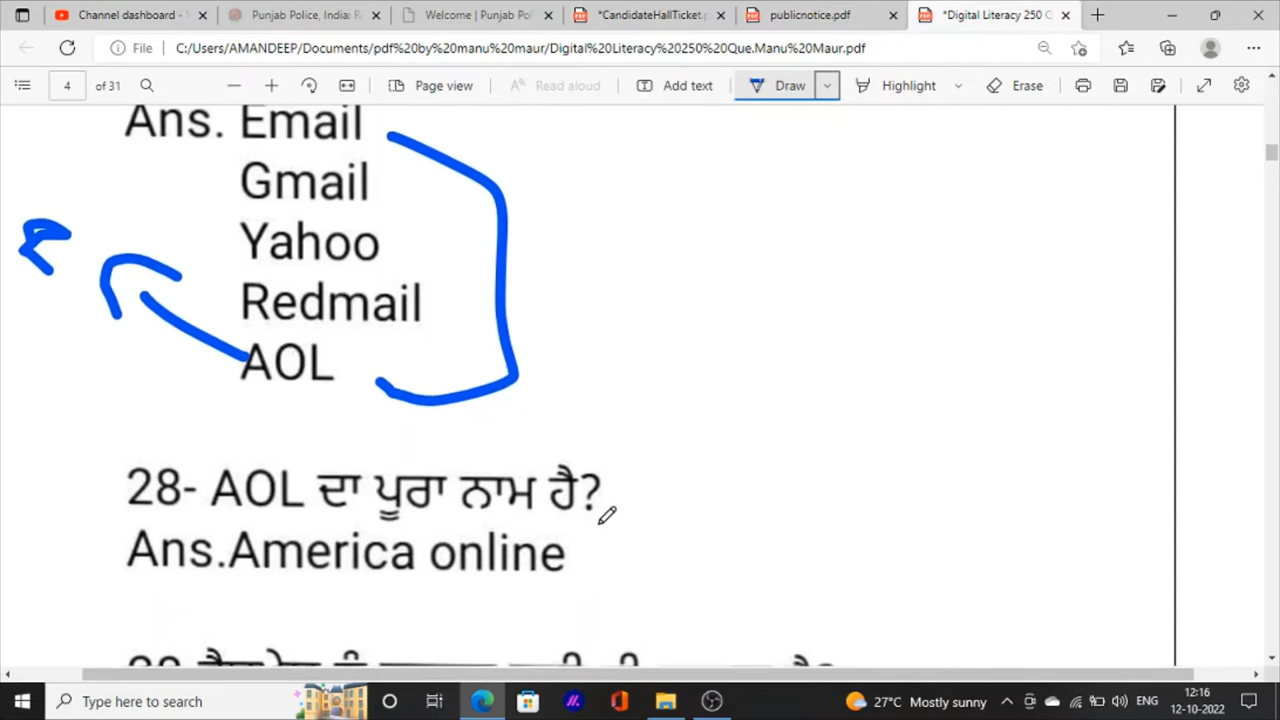 Channel dashboard -
Punjab Police, India: R
Welcome | Punjab Po
*CandidateHallTicket.p
publicnotice.pdf
*Digital Literacy 250 Q
File
C:/Users/AMANDEEP/Documents/pdf%20by%20manu%20maur/Digital%20Literacy%20250%20Que.Manu%20Maur.pdf
4 of 31
Page view
Read aloud
Add text
Draw
Highlight
Erase
Ans. Email
Gmail
Yahoo
Redmail
AOL
28- AOL ਦਾ ਪੂਰਾ ਨਾਮ ਹੈ?
Ans.America online
Type here to search
27°C Mostly sunny
ENG
12:16
12-10-2022